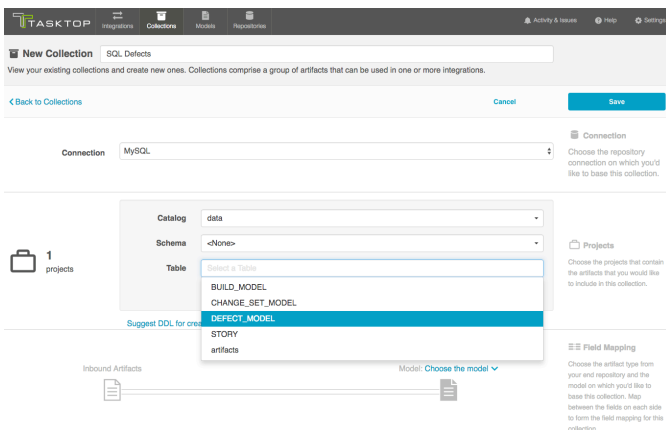 TASKTOP
Integrations
Collections
Models
Repositories
Activity & Issues
Help
Settings
New Collection
SQL Defects
View your existing collections and create new ones. Collections comprise a group of artifacts that can be used in one or more integrations.
Back to Collections
Cancel
Save
Connection
MySQL
Connection
Choose the repository
connection on which you'd
like to base this collection.
1
projects
Catalog
data
Schema
<None>
Table
Select a Table
BUILD_MODEL
CHANGE_SET_MODEL
DEFECT_MODEL
STORY
artifacts
Suggest DDL for crea
Projects
Choose the projects that contain
the artifacts that you would like
to include in this collection.
Inbound Artifacts
Model: Choose the model
Field Mapping
Choose the artifact type from
your end repository and the
model on which you'd like to
base this collection. Map
between the fields on each side
to form the field mapping for this
collection.